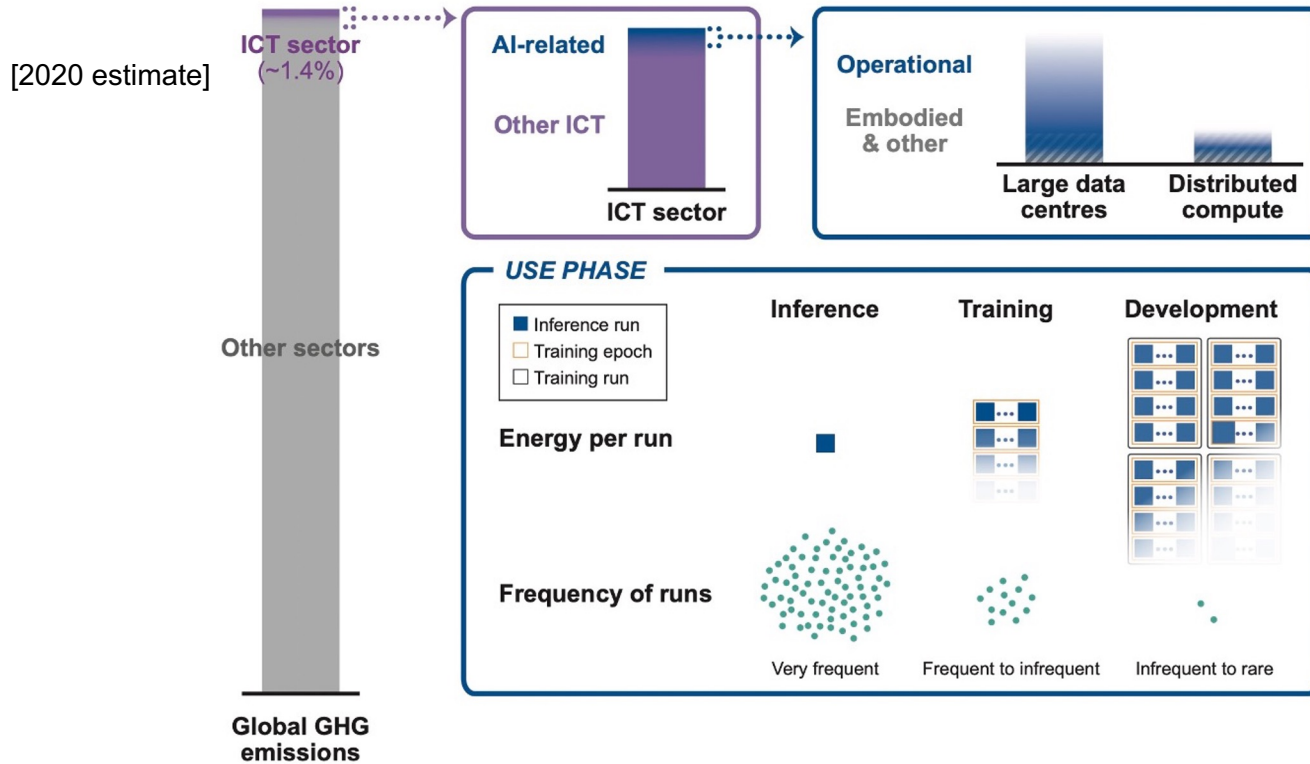 [2020 estimate]
ICT sector
(~1.4%)
Other sectors
Global GHG
emissions
AI-related
Other ICT
ICT sector
Operational
Embodied
& other
Large data
centres
Distributed
compute
USE PHASE
Inference run
Training epoch
Training run
Inference
Training
Development
Energy per run
Frequency of runs
Very frequent
Frequent to infrequent
Infrequent to rare